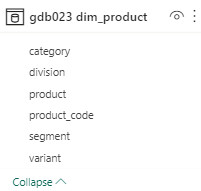 gdb023 dim_product
category
division
product
product_code
segment
variant
Collapse